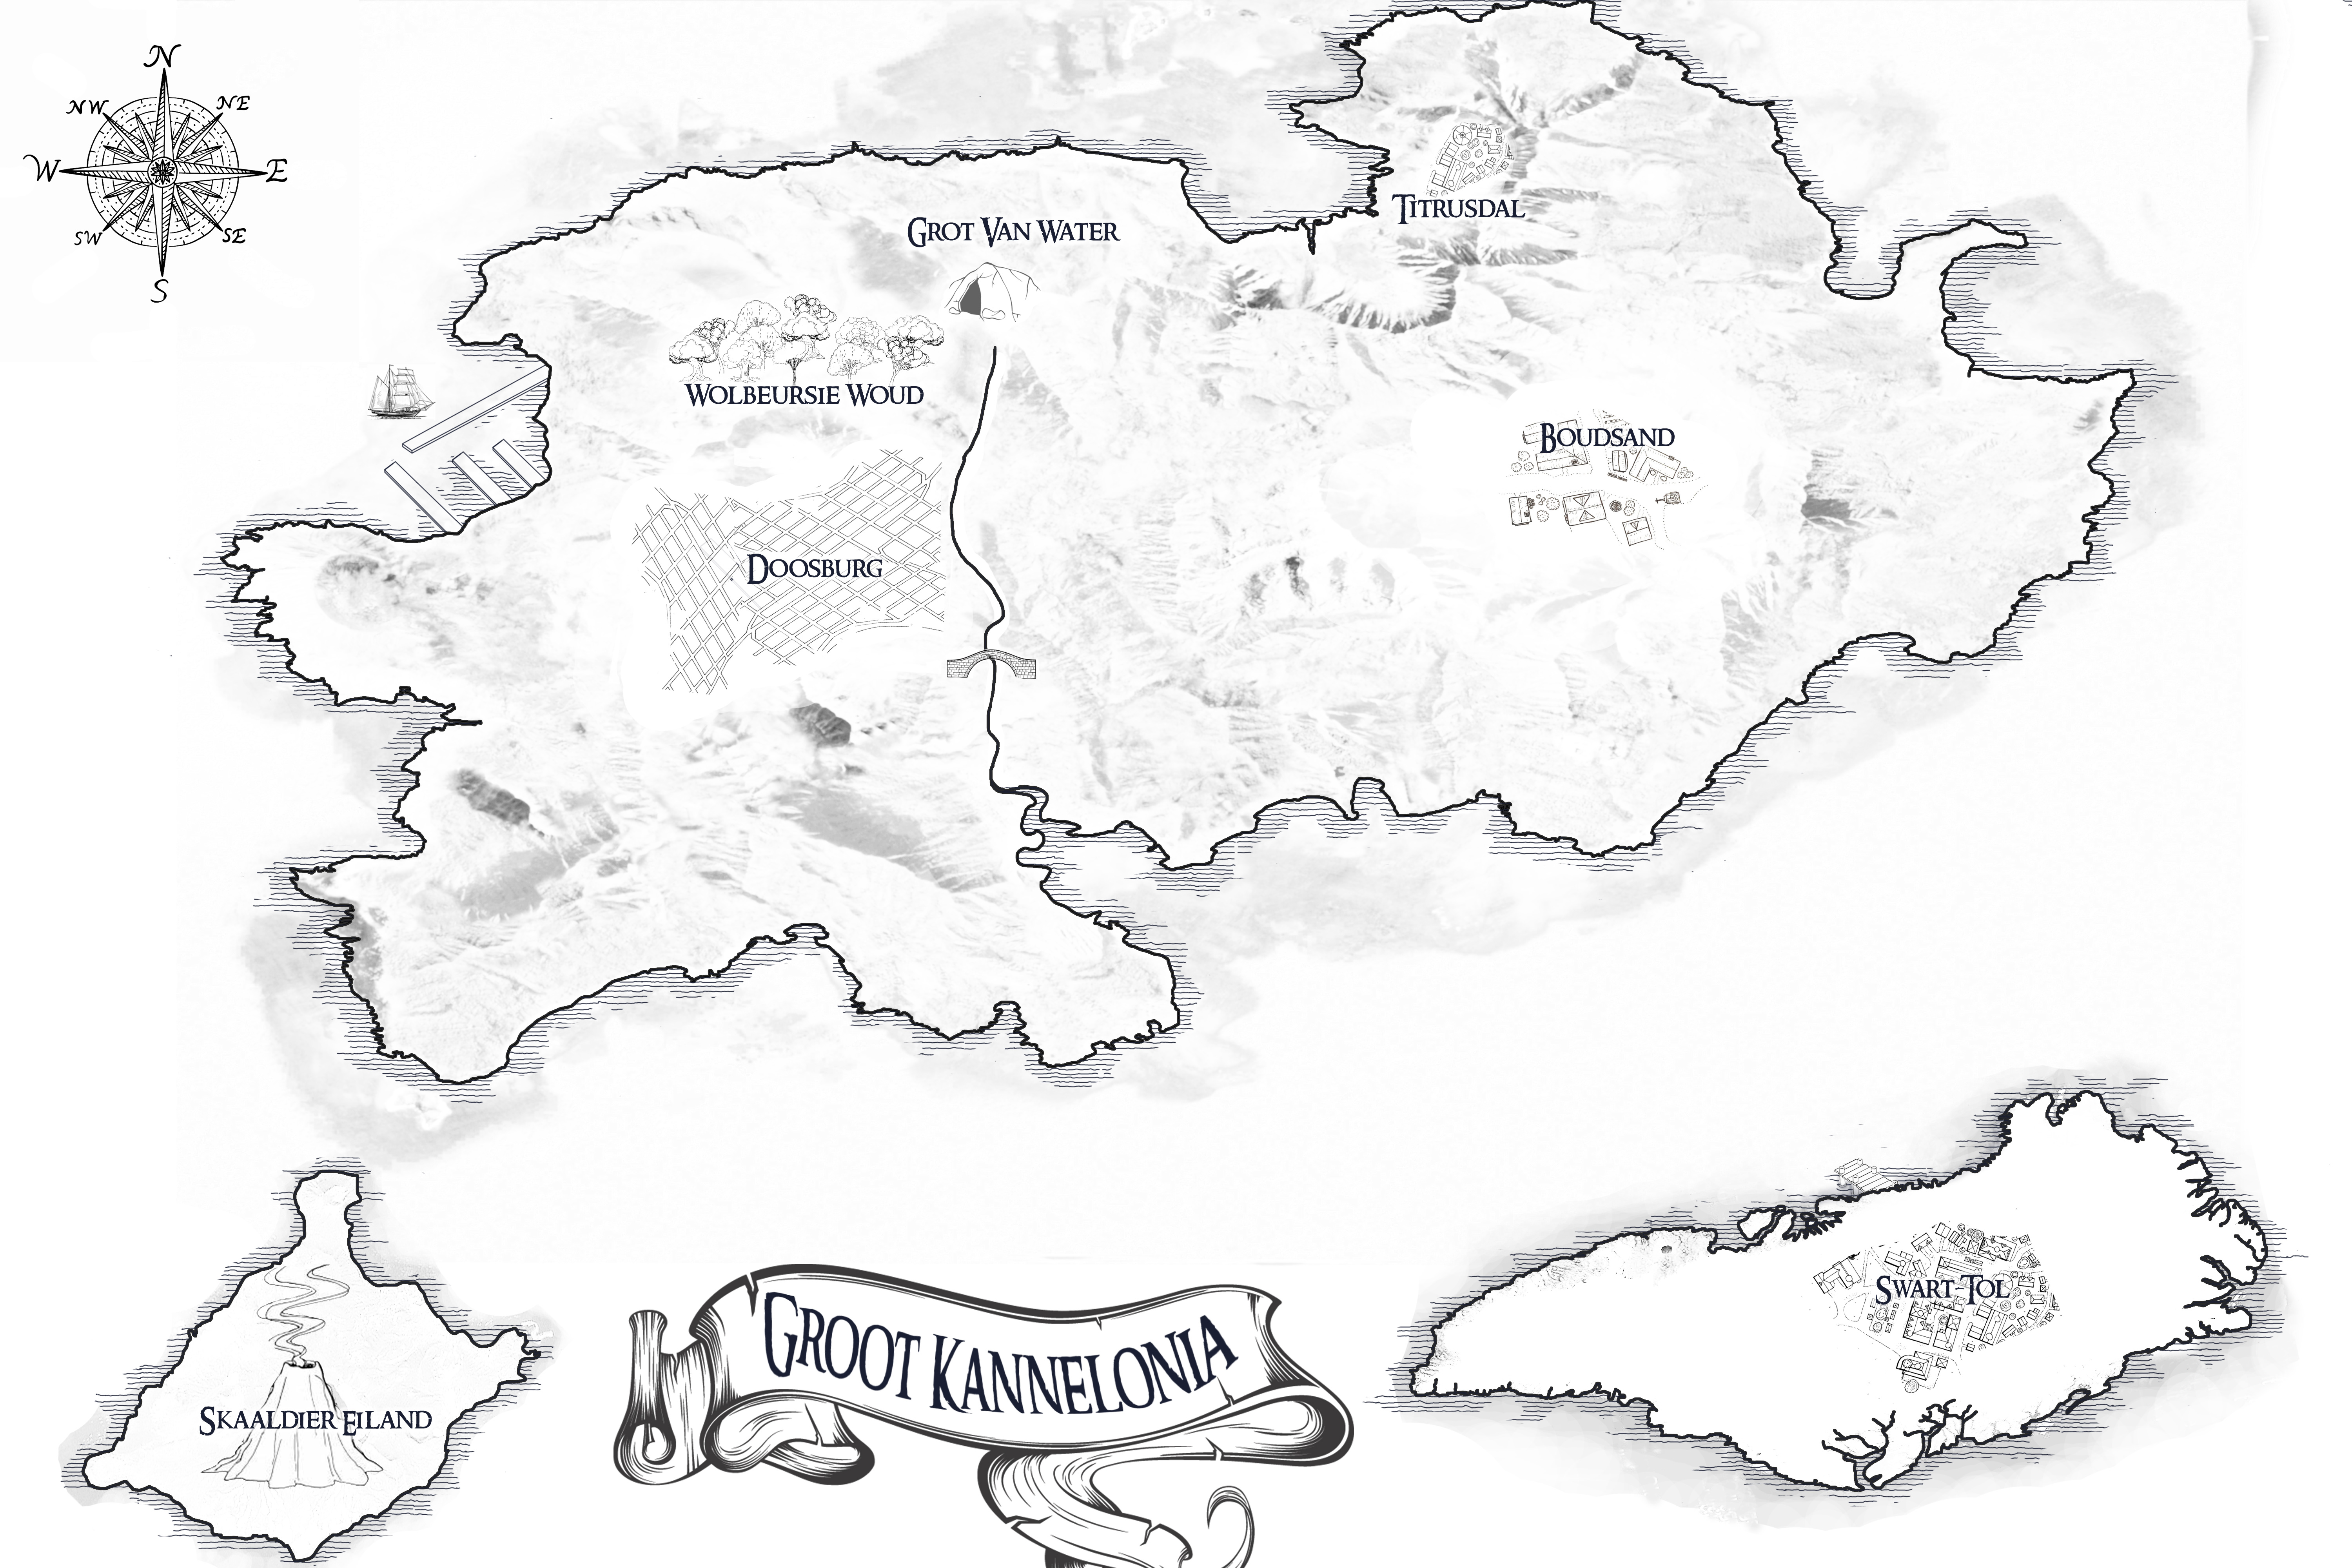 N
NW
NE
W
E
SW
SE
S
Titrusdal
Grot Van Water
Wolbeursie Woud
Boudsand
Doosburg
Swart-Tol
Groot Kannelonia
Skaaldier Eiland